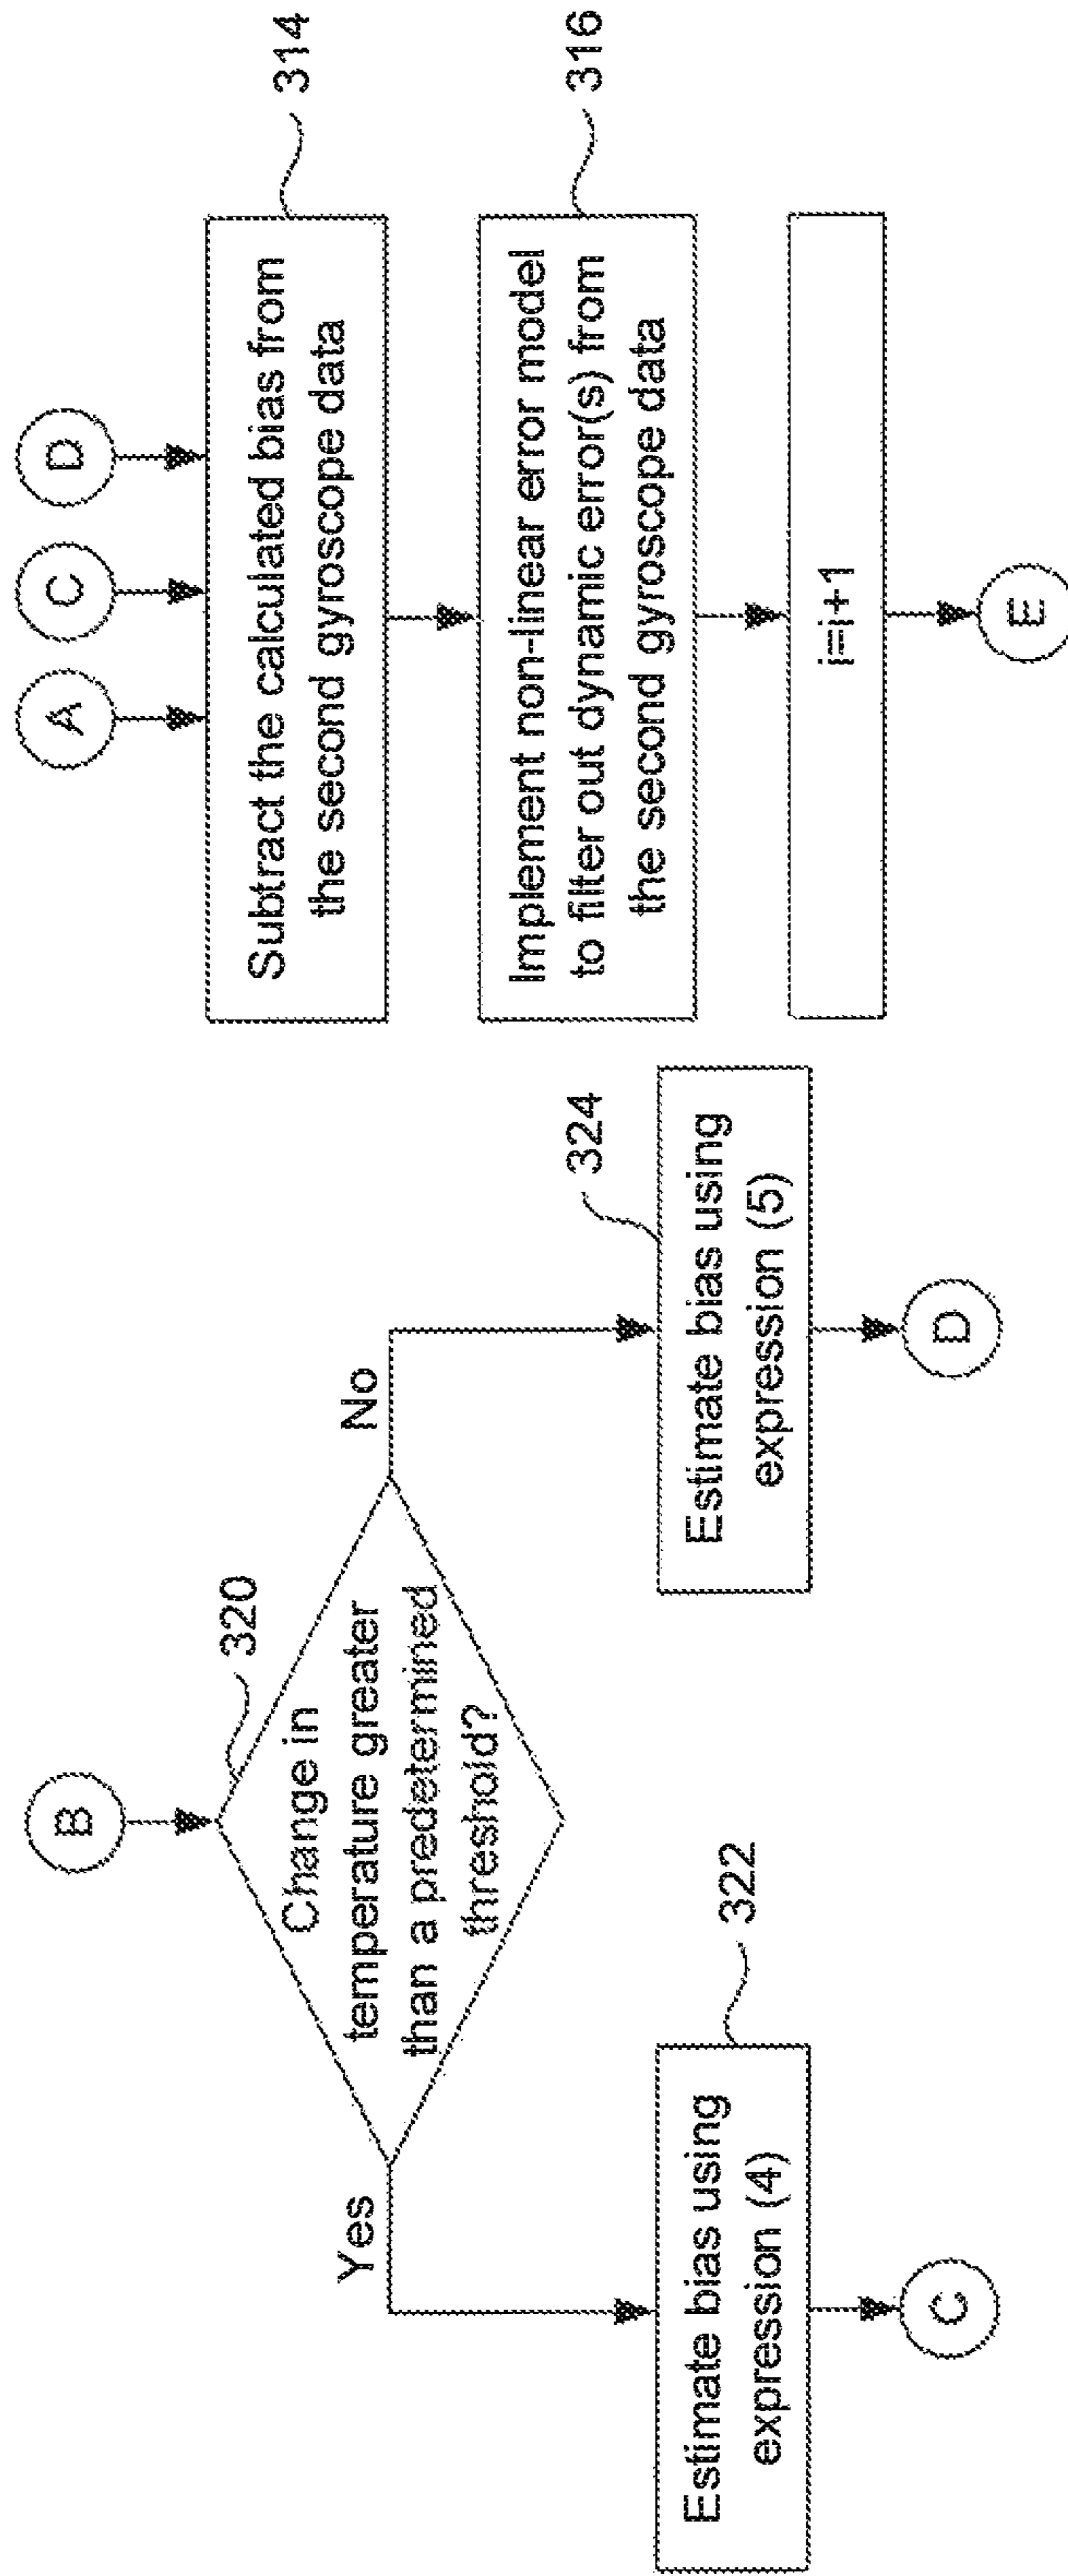 B
320
Change in
temperature greater
than a predetermined
threshold?
Yes
No
322
Estimate bias using
expression (4)
C
324
Estimate bias using
expression (5)
D
A
C
D
314
Subtract the calculated bias from
the second gyroscope data
316
Implement non-linear error model
to filter out dynamic error(s) from
the second gyroscope data
i=i+1
E